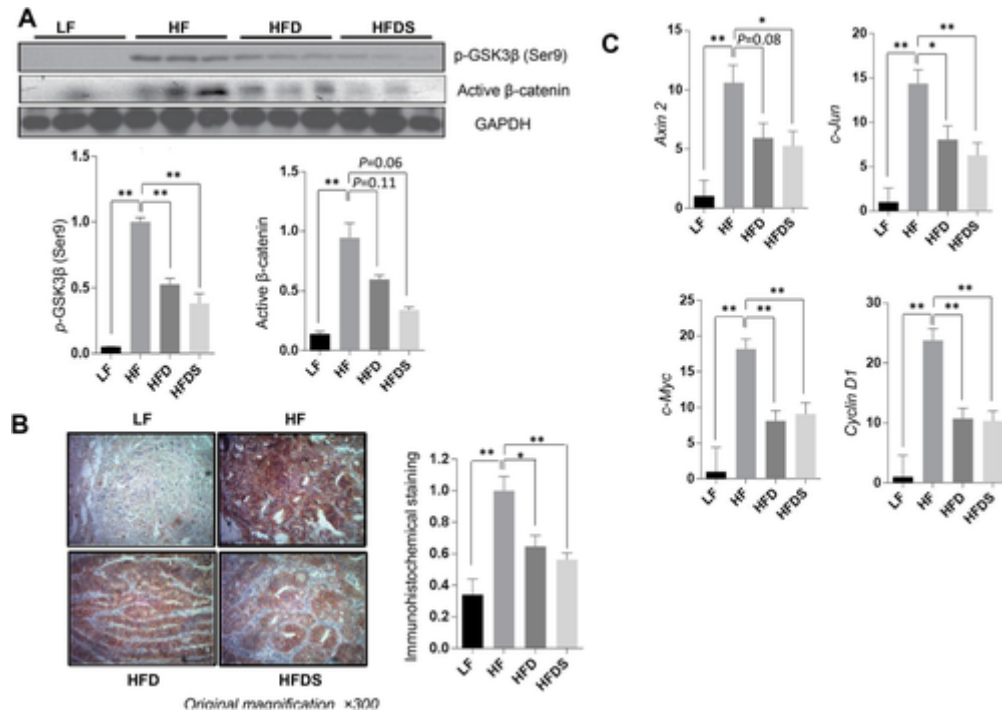 A
LF HF HFD HFDS
p-GSK3β (Ser9)
Active β-catenin
GAPDH
p-GSK3β (Ser9)
1.5
1.0
0.5
0.0
** ** **
LF HF HFD HFDS
Active β-catenin
1.5
1.0
0.5
0.0
** P=0.06
P=0.11
LF HF HFD HFDS
B
LF HF
HFD HFDS
Original magnification ×300
Immunohistochemical staining
1.2
1.0
0.8
0.6
0.4
0.2
0.0
** * **
LF HF HFD HFDS
C
Axin 2
15
10
5
0
** P=0.08 *
LF HF HFD HFDS
c-Jun
20
15
10
5
0
** * **
LF HF HFD HFDS
c-Myc
25
20
15
10
5
0
** ** **
LF HF HFD HFDS
Cyclin D1
30
20
10
0
** ** **
LF HF HFD HFDS